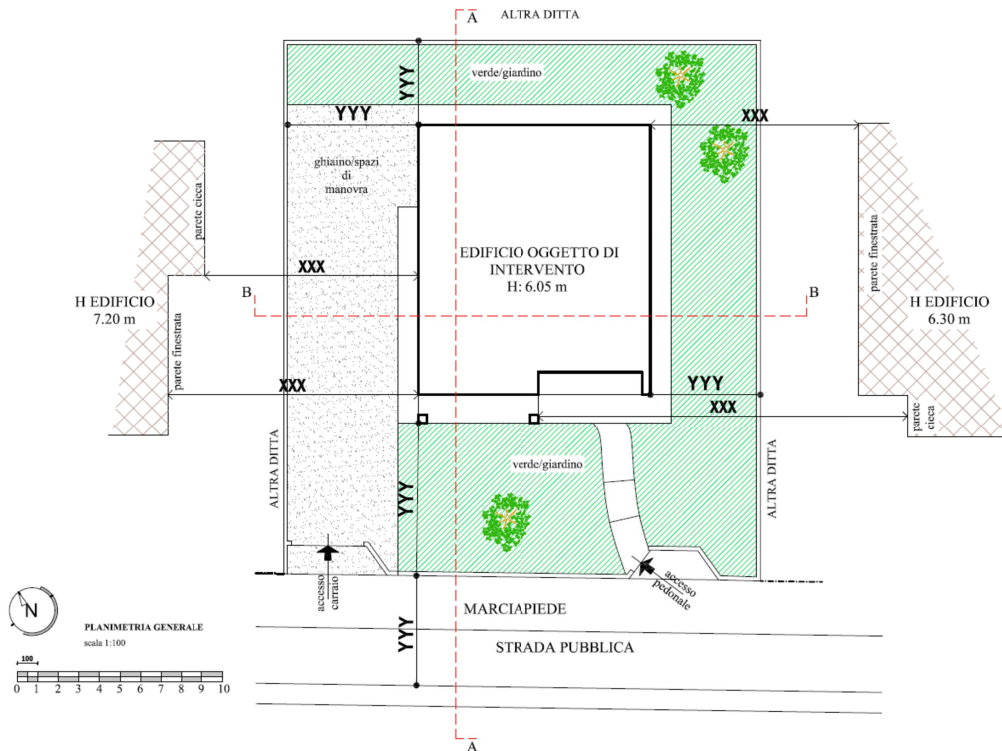 A
ALTRA DITTA
verde/giardino
YYY
YYY
XXX
ghiaino/spazi
di
manovra
parete cieca
parete finestrata
EDIFICIO OGGETTO DI
INTERVENTO
H: 6.05 m
XXX
B
B
H EDIFICIO
7.20 m
H EDIFICIO
6.30 m
parete finestrata
XXX
YYY
XXX
parete
cieca
ALTRA DITTA
verde/giardino
ALTRA DITTA
YYY
accesso
carraio
accesso
pedonale
N
MARCIAPIEDE
PLANIMETRIA GENERALE
scala 1:100
YYY
STRADA PUBBLICA
100
0 1 2 3 4 5 6 7 8 9 10
A